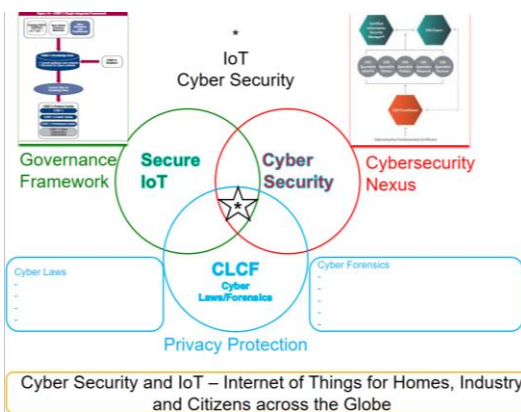 *
IoT
Cyber Security
Governance
Framework
Secure
IoT
Cyber
Security
Cybersecurity
Nexus
*
CLCF
Cyber
Laws/Forensics
Cyber Laws
-
-
-
-
Cyber Forensics
-
-
-
-
Privacy Protection
Cyber Security and IoT – Internet of Things for Homes, Industry
and Citizens across the Globe